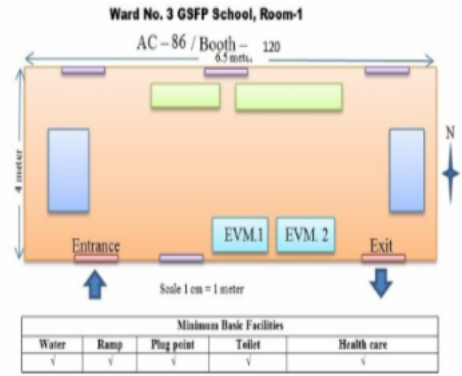 Ward No. 3 GSFP School, Room-1
AC – 86 / Booth – 120
6.5 mete.
4 meter
N
EVM.1 EVM. 2
Entrance Exit
Scale 1 cm = 1 meter
Minimum Basic Facilities
Water Ramp Plug point Toilet Health care
√ √ √ √ √